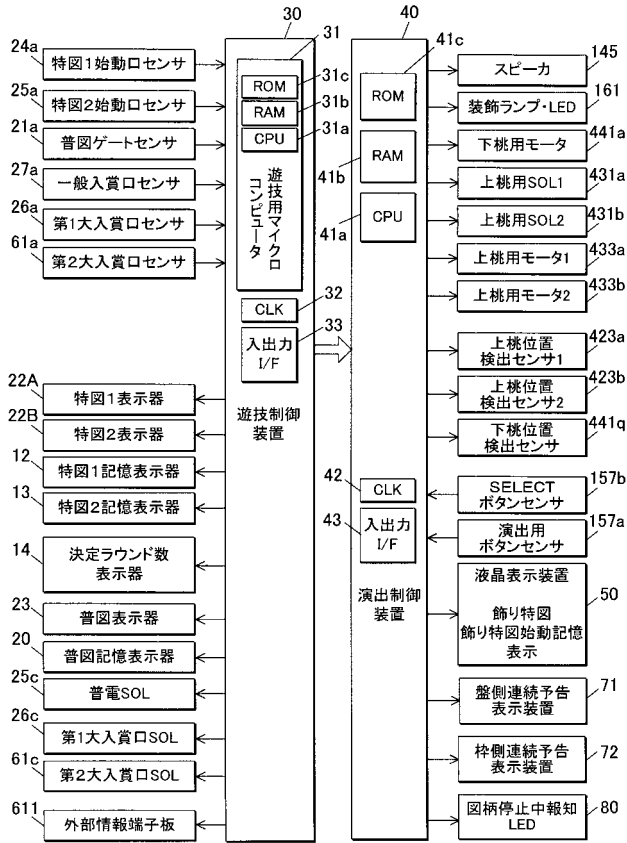 30
24a
特図1始動口センサ
25a
特図2始動口センサ
21a
普図ゲートセンサ
27a
一般入賞口センサ
26a
第1大入賞口センサ
61a
第2大入賞口センサ
31
ROM
31c
RAM
31b
CPU
31a
遊技用マイクロ
コンピュータ
CLK
32
入出力
I/F
33
遊技制御
装置
22A
特図1表示器
22B
特図2表示器
12
特図1記憶表示器
13
特図2記憶表示器
14
決定ラウンド数
表示器
23
普図表示器
20
普図記憶表示器
25c
普電SOL
26c
第1大入賞口SOL
61c
第2大入賞口SOL
611
外部情報端子板
40
41c
ROM
RAM
41b
CPU
41a
42
CLK
43
入出力
I/F
演出制御
装置
スピーカ
145
装飾ランプ・LED
161
下桃用モータ
441a
上桃用SOL1
431a
上桃用SOL2
431b
上桃用モータ1
433a
上桃用モータ2
433b
上桃位置
検出センサ1
423a
上桃位置
検出センサ2
423b
下桃位置
検出センサ
441q
SELECT
ボタンセンサ
157b
演出用
ボタンセンサ
157a
液晶表示装置
飾り特図
飾り特図始動記憶
表示
50
盤側連続予告
表示装置
71
枠側連続予告
表示装置
72
図柄停止中報知
LED
80